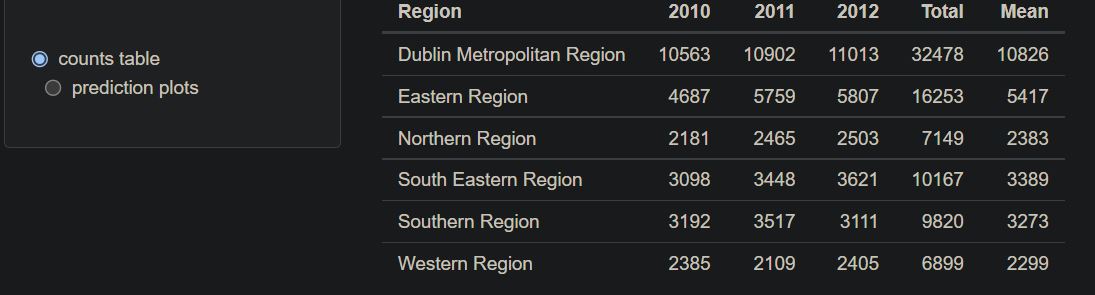 Region 2010 2011 2012 Total Mean
counts table
prediction plots
Dublin Metropolitan Region 10563 10902 11013 32478 10826
Eastern Region 4687 5759 5807 16253 5417
Northern Region 2181 2465 2503 7149 2383
South Eastern Region 3098 3448 3621 10167 3389
Southern Region 3192 3517 3111 9820 3273
Western Region 2385 2109 2405 6899 2299